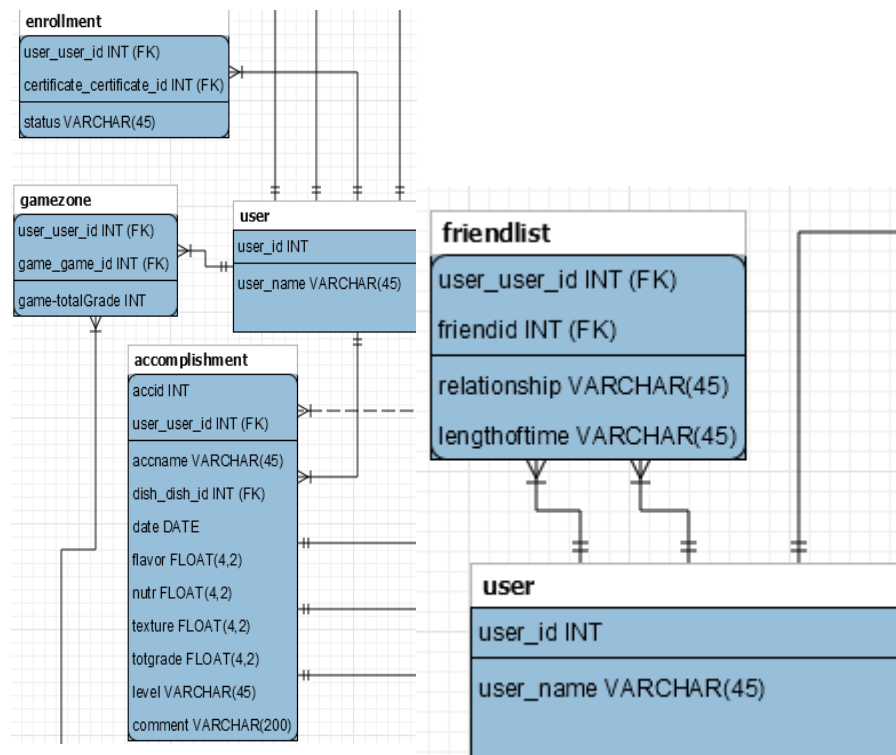 enrollment
user_user_id INT (FK)
certificate_certificate_id INT (FK)
status VARCHAR(45)
gamezone
user_user_id INT (FK)
game_game_id INT (FK)
game-totalGrade INT
user
user_id INT
user_name VARCHAR(45)
accomplishment
accid INT
user_user_id INT (FK)
accname VARCHAR(45)
dish_dish_id INT (FK)
date DATE
flavor FLOAT(4,2)
nutr FLOAT(4,2)
texture FLOAT(4,2)
totgrade FLOAT(4,2)
level VARCHAR(45)
comment VARCHAR(200)
friendlist
user_user_id INT (FK)
friendid INT (FK)
relationship VARCHAR(45)
lengthoftime VARCHAR(45)
user
user_id INT
user_name VARCHAR(45)